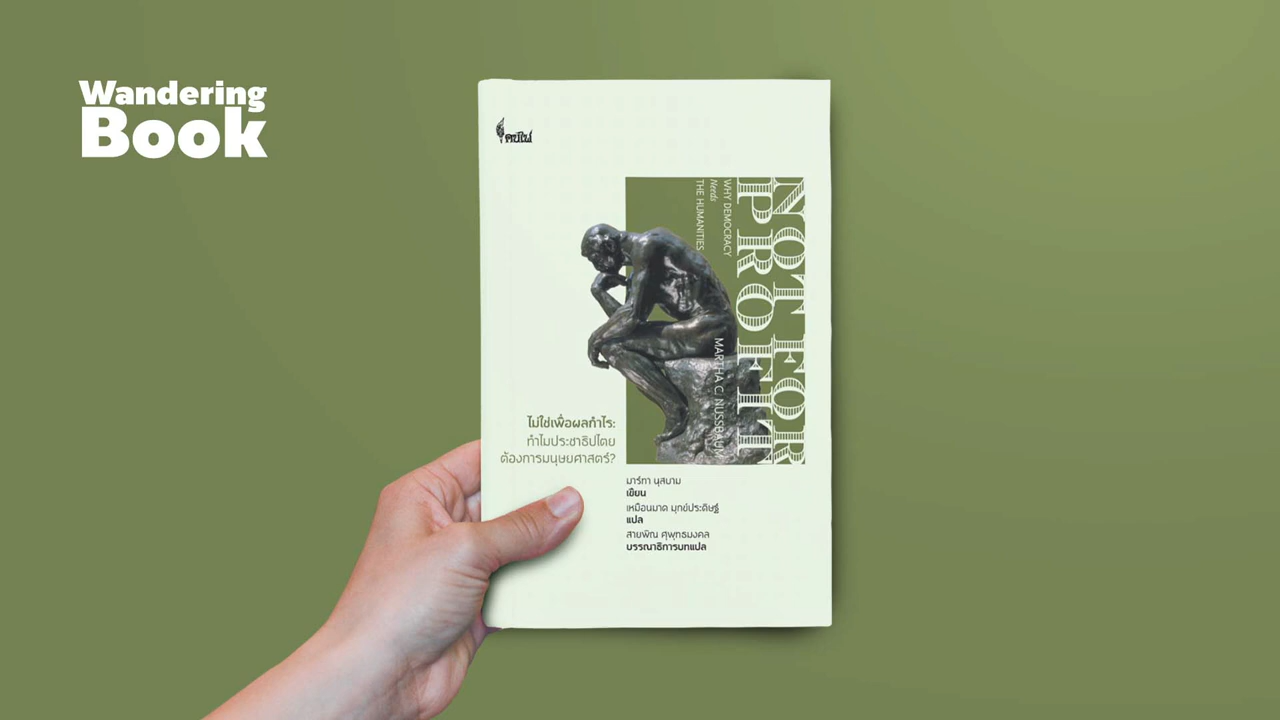 Wandering
Book
คบไฟ
NOT FOR
PROFIT
WHY DEMOCRACY
Needs
THE HUMANITIES
MARTHA C. NUSSBAUM
ไม่ใช่เพื่อผลกำไร:
ทำไมประชาธิปไตย
ต้องการมนุษยศาสตร์?
มาร์ทา นุสบาม
เขียน
เหมือนมาด มุกข์ประดิษฐ์
แปล
สายพิณ ศุพุทธมงคล
บรรณาธิการบทแปล